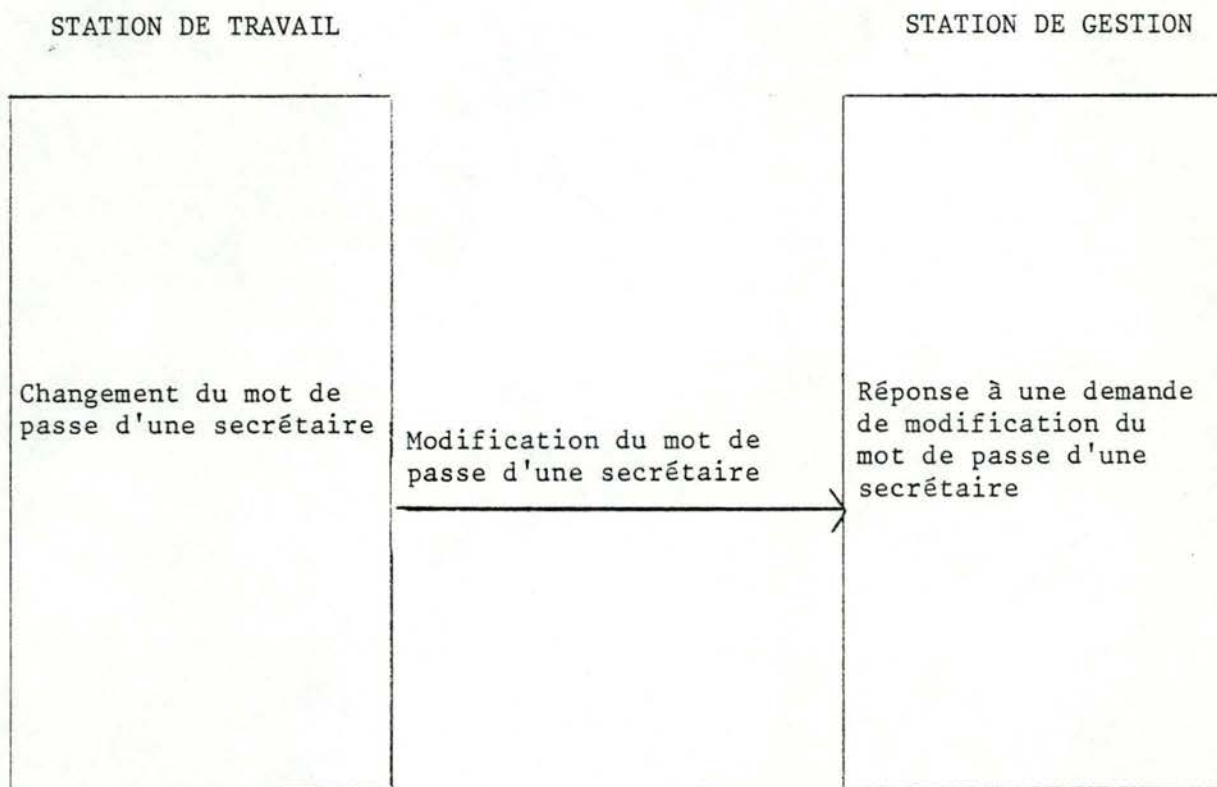 STATION DE TRAVAIL
STATION DE GESTION
Changement du mot de
passe d'une secrétaire
Modification du mot de
passe d'une secrétaire
Réponse à une demande
de modification du
mot de passe d'une
secrétaire